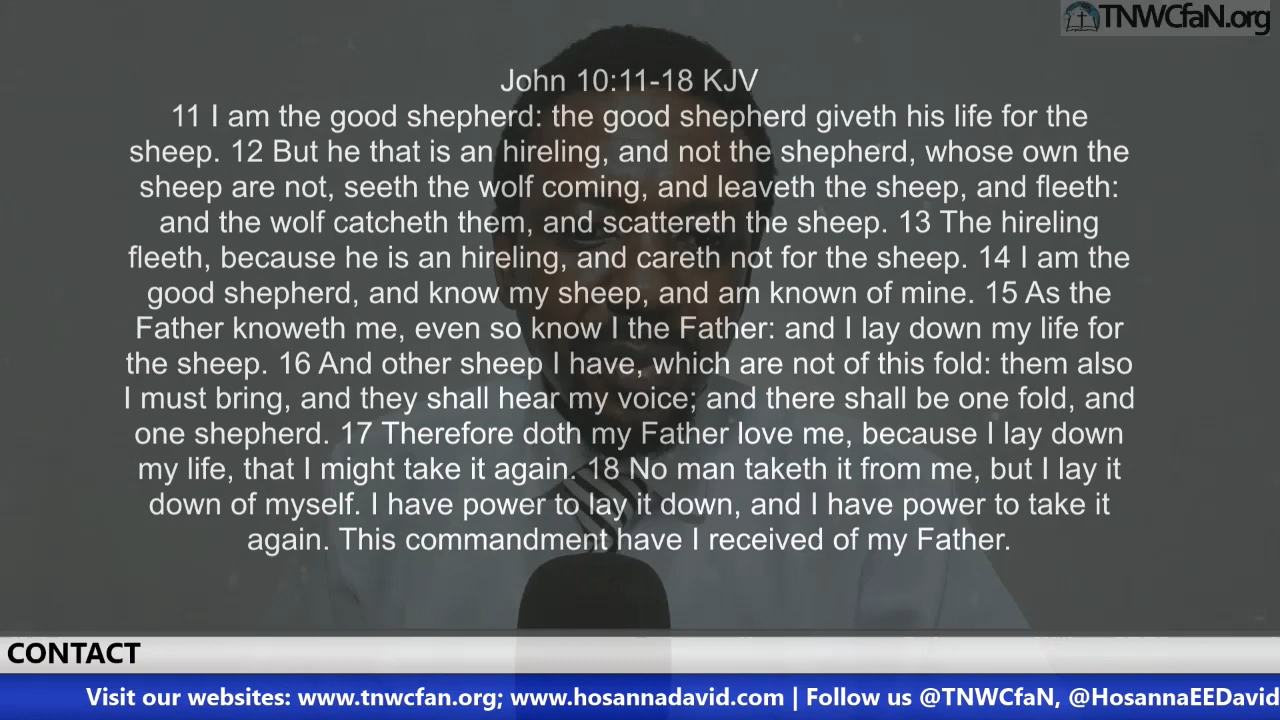 TNWCfaN.org
John 10:11-18 KJV
11 I am the good shepherd: the good shepherd giveth his life for the
sheep. 12 But he that is an hireling, and not the shepherd, whose own the
sheep are not, seeth the wolf coming, and leaveth the sheep, and fleeth:
and the wolf catcheth them, and scattereth the sheep. 13 The hireling
fleeth, because he is an hireling, and careth not for the sheep. 14 I am the
good shepherd, and know my sheep, and am known of mine. 15 As the
Father knoweth me, even so know I the Father: and I lay down my life for
the sheep. 16 And other sheep I have, which are not of this fold: them also
I must bring, and they shall hear my voice; and there shall be one fold, and
one shepherd. 17 Therefore doth my Father love me, because I lay down
my life, that I might take it again. 18 No man taketh it from me, but I lay it
down of myself. I have power to lay it down, and I have power to take it
again. This commandment have I received of my Father.
CONTACT
Visit our websites: www.tnwcfan.org; www.hosannadavid.com | Follow us @TNWCfaN, @HosannaEEDavid